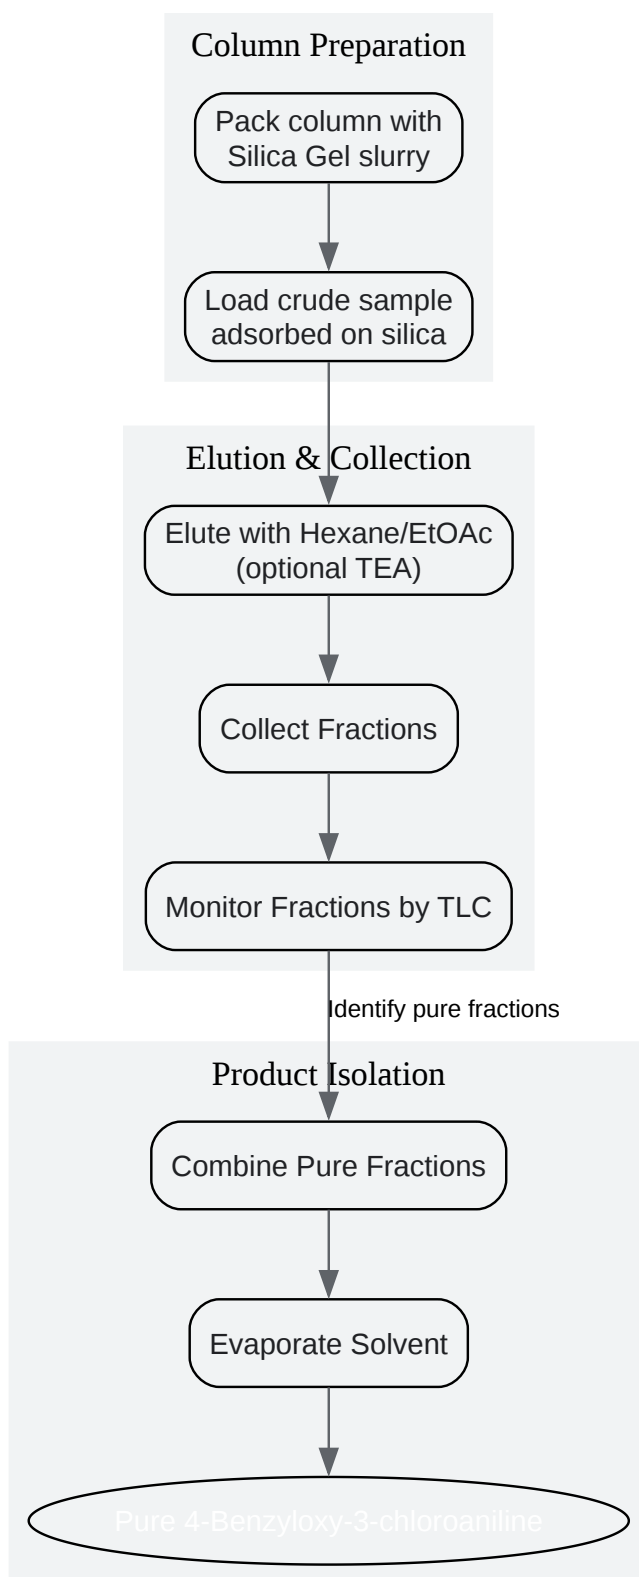 Column Preparation
Pack column with
Silica Gel slurry
Load crude sample
adsorbed on silica
Elution & Collection
Elute with Hexane/EtOAc
(optional TEA)
Collect Fractions
Monitor Fractions by TLC
Identify pure fractions
Product Isolation
Combine Pure Fractions
Evaporate Solvent
Pure 4-Benzyloxy-3-chloroaniline